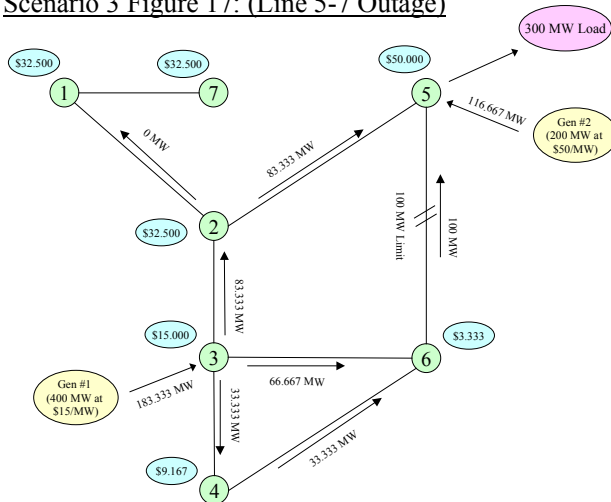 Scenario 3 Figure 17: (Line 5-7 Outage)
300 MW Load
$32.500
$32.500
$50.000
1
7
5
116.667 MW
Gen #2
(200 MW at
$50/MW)
0 MW
83.333 MW
100 MW Limit
100 MW
$32.500
2
83.333 MW
$15.000
$3.333
3
6
Gen #1
(400 MW at
$15/MW)
183.333 MW
66.667 MW
33.333 MW
33.333 MW
$9.167
4